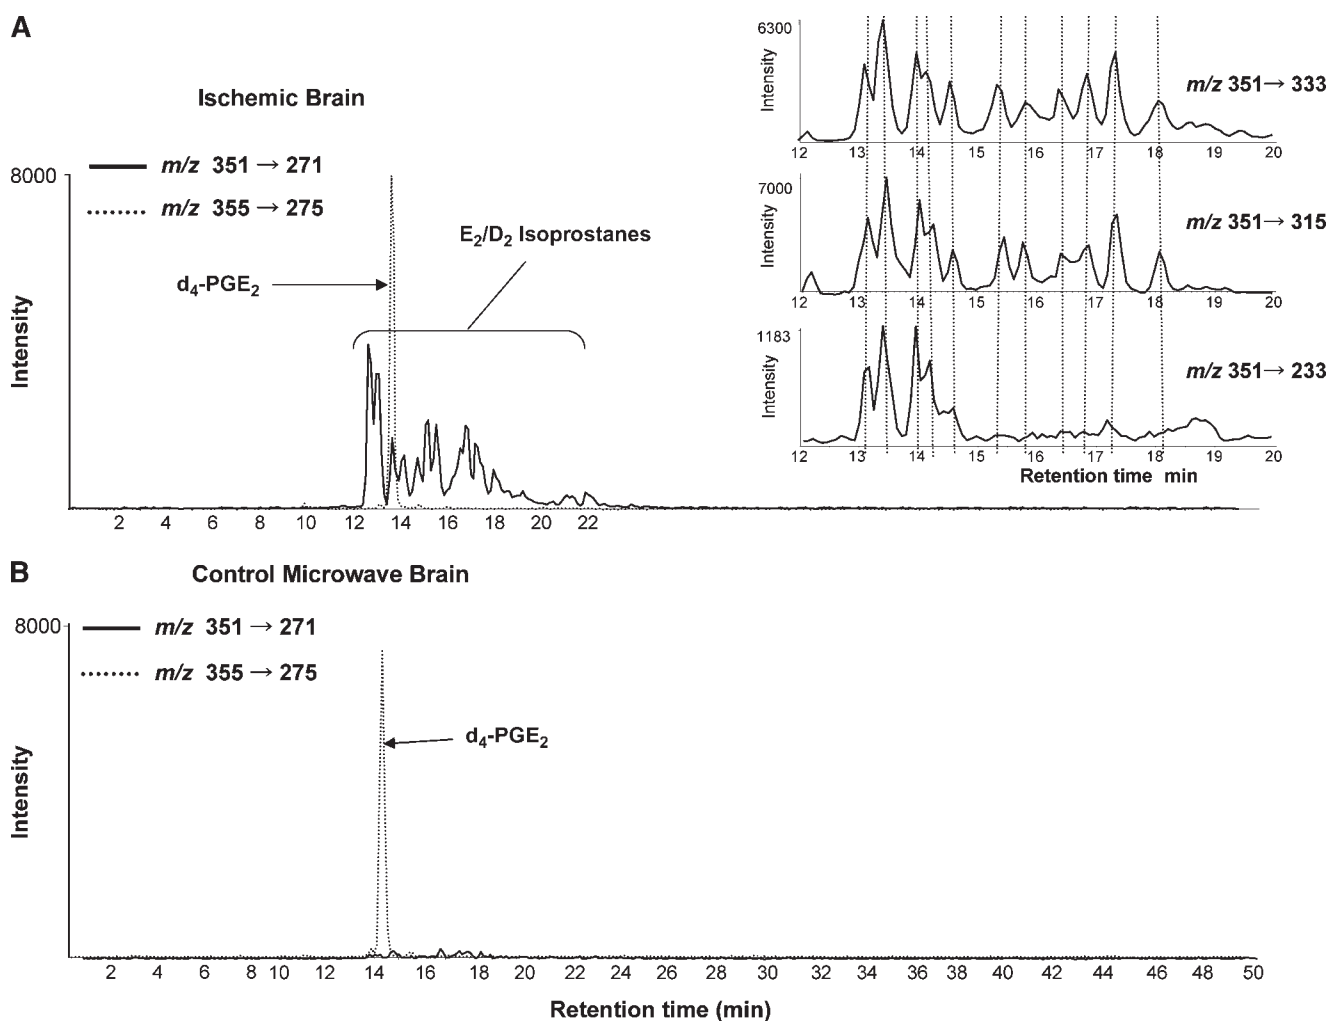 A
Ischemic Brain
8000
m/z 351 → 271
m/z 355 → 275
E2/D2 Isoprostanes
d4-PGE2
Intensity
2 4 6 8 10 12 14 16 18 20 22
6300
Intensity
m/z 351→ 333
12 13 14 15 16 17 18 19 20
7000
Intensity
m/z 351→ 315
12 13 14 15 16 17 18 19 20
1183
Intensity
m/z 351→ 233
12 13 14 15 16 17 18 19 20
Retention time min
B
Control Microwave Brain
8000
m/z 351 → 271
m/z 355 → 275
d4-PGE2
Intensity
2 4 6 8 10 12 14 16 18 20 22 24 26 28 30 32 34 36 38 40 42 44 46 48 50
Retention time (min)